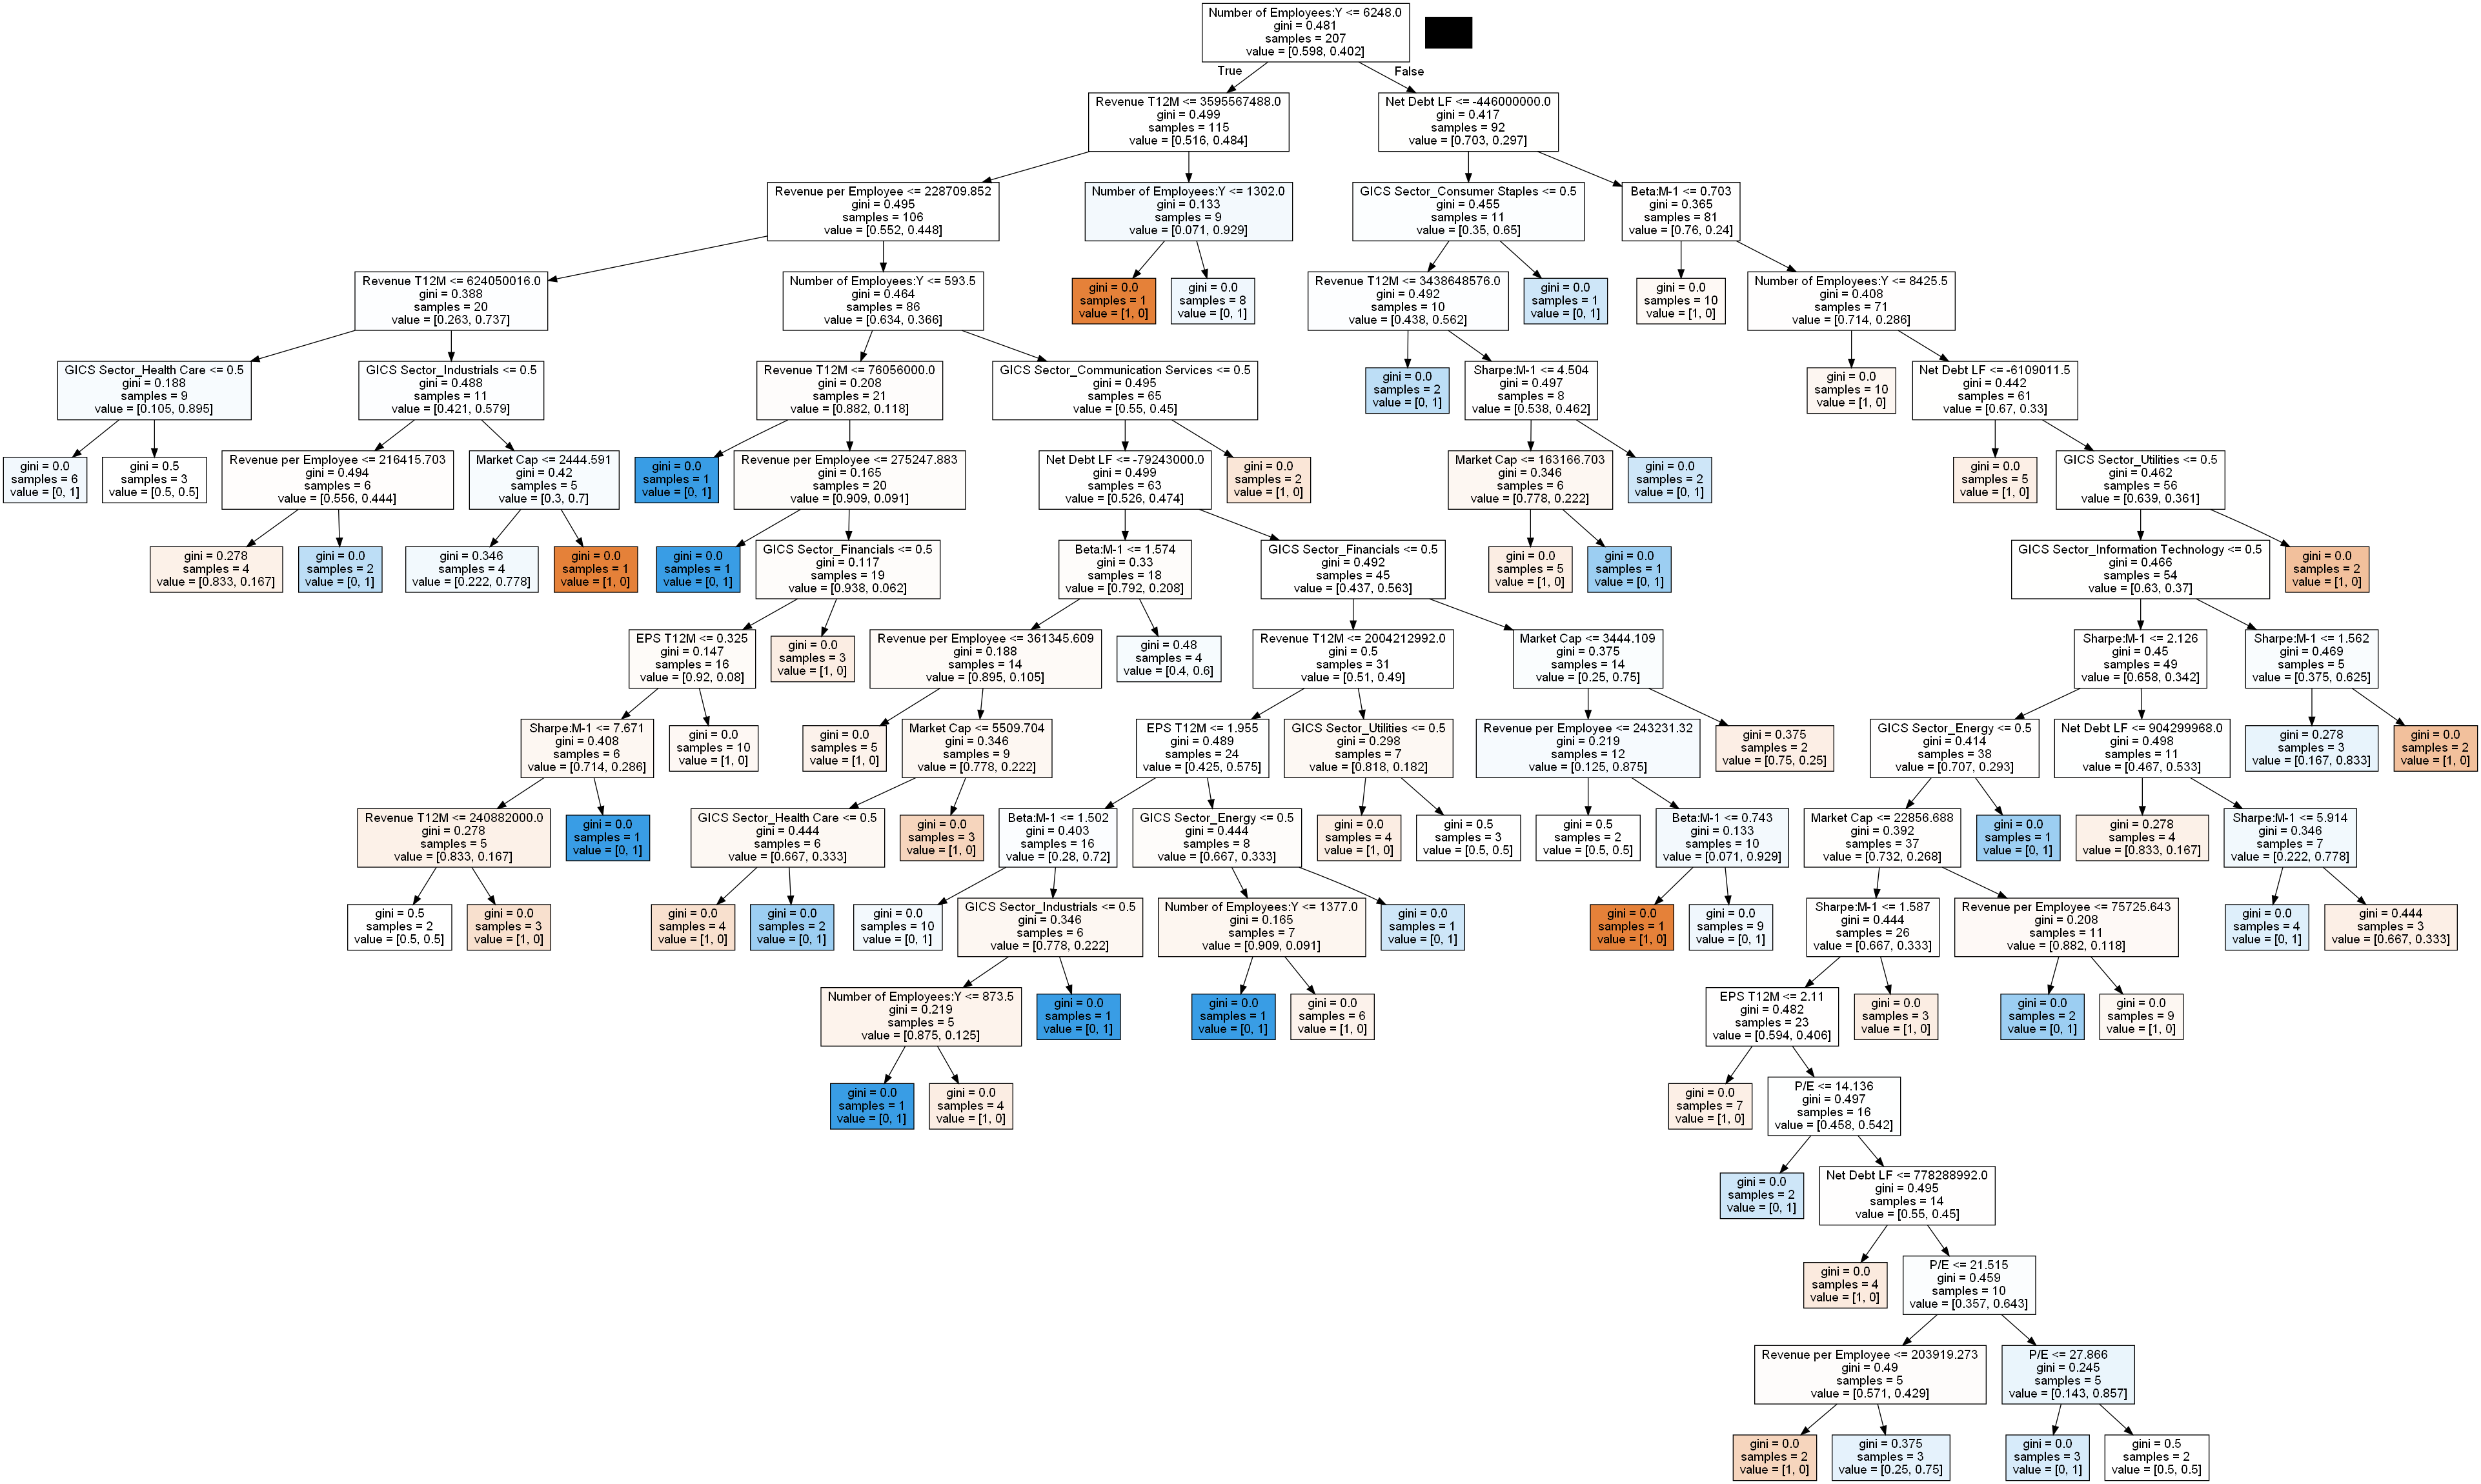 Number of Employees:Y <= 6248.0
gini = 0.481
samples = 207
value = [0.598, 0.402]
True
False
Revenue T12M <= 3595567488.0
gini = 0.499
samples = 115
value = [0.516, 0.484]
Net Debt LF <= -446000000.0
gini = 0.417
samples = 92
value = [0.703, 0.297]
Revenue per Employee <= 228709.852
gini = 0.495
samples = 106
value = [0.552, 0.448]
Number of Employees:Y <= 1302.0
gini = 0.133
samples = 9
value = [0.071, 0.929]
GICS Sector_Consumer Staples <= 0.5
gini = 0.455
samples = 11
value = [0.35, 0.65]
Beta:M-1 <= 0.703
gini = 0.365
samples = 81
value = [0.76, 0.24]
Revenue T12M <= 624050016.0
gini = 0.388
samples = 20
value = [0.263, 0.737]
Number of Employees:Y <= 593.5
gini = 0.464
samples = 86
value = [0.634, 0.366]
gini = 0.0
samples = 1
value = [1, 0]
gini = 0.0
samples = 8
value = [0, 1]
Revenue T12M <= 3438648576.0
gini = 0.492
samples = 10
value = [0.438, 0.562]
gini = 0.0
samples = 1
value = [0, 1]
gini = 0.0
samples = 10
value = [1, 0]
Number of Employees:Y <= 8425.5
gini = 0.408
samples = 71
value = [0.714, 0.286]
GICS Sector_Health Care <= 0.5
gini = 0.188
samples = 9
value = [0.105, 0.895]
GICS Sector_Industrials <= 0.5
gini = 0.488
samples = 11
value = [0.421, 0.579]
Revenue T12M <= 76056000.0
gini = 0.208
samples = 21
value = [0.882, 0.118]
GICS Sector_Communication Services <= 0.5
gini = 0.495
samples = 65
value = [0.55, 0.45]
gini = 0.0
samples = 2
value = [0, 1]
Sharpe:M-1 <= 4.504
gini = 0.497
samples = 8
value = [0.538, 0.462]
gini = 0.0
samples = 10
value = [1, 0]
Net Debt LF <= -6109011.5
gini = 0.442
samples = 61
value = [0.67, 0.33]
gini = 0.0
samples = 6
value = [0, 1]
gini = 0.5
samples = 3
value = [0.5, 0.5]
Revenue per Employee <= 216415.703
gini = 0.494
samples = 6
value = [0.556, 0.444]
Market Cap <= 2444.591
gini = 0.42
samples = 5
value = [0.3, 0.7]
gini = 0.0
samples = 1
value = [0, 1]
Revenue per Employee <= 275247.883
gini = 0.165
samples = 20
value = [0.909, 0.091]
Net Debt LF <= -79243000.0
gini = 0.499
samples = 63
value = [0.526, 0.474]
gini = 0.0
samples = 2
value = [1, 0]
Market Cap <= 163166.703
gini = 0.346
samples = 6
value = [0.778, 0.222]
gini = 0.0
samples = 2
value = [0, 1]
gini = 0.0
samples = 5
value = [1, 0]
GICS Sector_Utilities <= 0.5
gini = 0.462
samples = 56
value = [0.639, 0.361]
gini = 0.278
samples = 4
value = [0.833, 0.167]
gini = 0.0
samples = 2
value = [0, 1]
gini = 0.346
samples = 4
value = [0.222, 0.778]
gini = 0.0
samples = 1
value = [1, 0]
gini = 0.0
samples = 1
value = [0, 1]
GICS Sector_Financials <= 0.5
gini = 0.117
samples = 19
value = [0.938, 0.062]
Beta:M-1 <= 1.574
gini = 0.33
samples = 18
value = [0.792, 0.208]
GICS Sector_Financials <= 0.5
gini = 0.492
samples = 45
value = [0.437, 0.563]
gini = 0.0
samples = 5
value = [1, 0]
gini = 0.0
samples = 1
value = [0, 1]
GICS Sector_Information Technology <= 0.5
gini = 0.466
samples = 54
value = [0.63, 0.37]
gini = 0.0
samples = 2
value = [1, 0]
EPS T12M <= 0.325
gini = 0.147
samples = 16
value = [0.92, 0.08]
gini = 0.0
samples = 3
value = [1, 0]
Revenue per Employee <= 361345.609
gini = 0.188
samples = 14
value = [0.895, 0.105]
gini = 0.48
samples = 4
value = [0.4, 0.6]
Revenue T12M <= 2004212992.0
gini = 0.5
samples = 31
value = [0.51, 0.49]
Market Cap <= 3444.109
gini = 0.375
samples = 14
value = [0.25, 0.75]
Sharpe:M-1 <= 2.126
gini = 0.45
samples = 49
value = [0.658, 0.342]
Sharpe:M-1 <= 1.562
gini = 0.469
samples = 5
value = [0.375, 0.625]
Sharpe:M-1 <= 7.671
gini = 0.408
samples = 6
value = [0.714, 0.286]
gini = 0.0
samples = 10
value = [1, 0]
gini = 0.0
samples = 5
value = [1, 0]
Market Cap <= 5509.704
gini = 0.346
samples = 9
value = [0.778, 0.222]
EPS T12M <= 1.955
gini = 0.489
samples = 24
value = [0.425, 0.575]
GICS Sector_Utilities <= 0.5
gini = 0.298
samples = 7
value = [0.818, 0.182]
Revenue per Employee <= 243231.32
gini = 0.219
samples = 12
value = [0.125, 0.875]
gini = 0.375
samples = 2
value = [0.75, 0.25]
GICS Sector_Energy <= 0.5
gini = 0.414
samples = 38
value = [0.707, 0.293]
Net Debt LF <= 904299968.0
gini = 0.498
samples = 11
value = [0.467, 0.533]
gini = 0.278
samples = 3
value = [0.167, 0.833]
gini = 0.0
samples = 2
value = [1, 0]
Revenue T12M <= 240882000.0
gini = 0.278
samples = 5
value = [0.833, 0.167]
gini = 0.0
samples = 1
value = [0, 1]
GICS Sector_Health Care <= 0.5
gini = 0.444
samples = 6
value = [0.667, 0.333]
gini = 0.0
samples = 3
value = [1, 0]
Beta:M-1 <= 1.502
gini = 0.403
samples = 16
value = [0.28, 0.72]
GICS Sector_Energy <= 0.5
gini = 0.444
samples = 8
value = [0.667, 0.333]
gini = 0.0
samples = 4
value = [1, 0]
gini = 0.5
samples = 3
value = [0.5, 0.5]
gini = 0.5
samples = 2
value = [0.5, 0.5]
Beta:M-1 <= 0.743
gini = 0.133
samples = 10
value = [0.071, 0.929]
Market Cap <= 22856.688
gini = 0.392
samples = 37
value = [0.732, 0.268]
gini = 0.0
samples = 1
value = [0, 1]
gini = 0.278
samples = 4
value = [0.833, 0.167]
Sharpe:M-1 <= 5.914
gini = 0.346
samples = 7
value = [0.222, 0.778]
gini = 0.5
samples = 2
value = [0.5, 0.5]
gini = 0.0
samples = 3
value = [1, 0]
gini = 0.0
samples = 4
value = [1, 0]
gini = 0.0
samples = 2
value = [0, 1]
gini = 0.0
samples = 10
value = [0, 1]
GICS Sector_Industrials <= 0.5
gini = 0.346
samples = 6
value = [0.778, 0.222]
Number of Employees:Y <= 1377.0
gini = 0.165
samples = 7
value = [0.909, 0.091]
gini = 0.0
samples = 1
value = [0, 1]
gini = 0.0
samples = 1
value = [1, 0]
gini = 0.0
samples = 9
value = [0, 1]
Sharpe:M-1 <= 1.587
gini = 0.444
samples = 26
value = [0.667, 0.333]
Revenue per Employee <= 75725.643
gini = 0.208
samples = 11
value = [0.882, 0.118]
gini = 0.0
samples = 4
value = [0, 1]
gini = 0.444
samples = 3
value = [0.667, 0.333]
Number of Employees:Y <= 873.5
gini = 0.219
samples = 5
value = [0.875, 0.125]
gini = 0.0
samples = 1
value = [0, 1]
gini = 0.0
samples = 1
value = [0, 1]
gini = 0.0
samples = 6
value = [1, 0]
EPS T12M <= 2.11
gini = 0.482
samples = 23
value = [0.594, 0.406]
gini = 0.0
samples = 3
value = [1, 0]
gini = 0.0
samples = 2
value = [0, 1]
gini = 0.0
samples = 9
value = [1, 0]
gini = 0.0
samples = 1
value = [0, 1]
gini = 0.0
samples = 4
value = [1, 0]
gini = 0.0
samples = 7
value = [1, 0]
P/E <= 14.136
gini = 0.497
samples = 16
value = [0.458, 0.542]
gini = 0.0
samples = 2
value = [0, 1]
Net Debt LF <= 778288992.0
gini = 0.495
samples = 14
value = [0.55, 0.45]
gini = 0.0
samples = 4
value = [1, 0]
P/E <= 21.515
gini = 0.459
samples = 10
value = [0.357, 0.643]
Revenue per Employee <= 203919.273
gini = 0.49
samples = 5
value = [0.571, 0.429]
P/E <= 27.866
gini = 0.245
samples = 5
value = [0.143, 0.857]
gini = 0.0
samples = 2
value = [1, 0]
gini = 0.375
samples = 3
value = [0.25, 0.75]
gini = 0.0
samples = 3
value = [0, 1]
gini = 0.5
samples = 2
value = [0.5, 0.5]